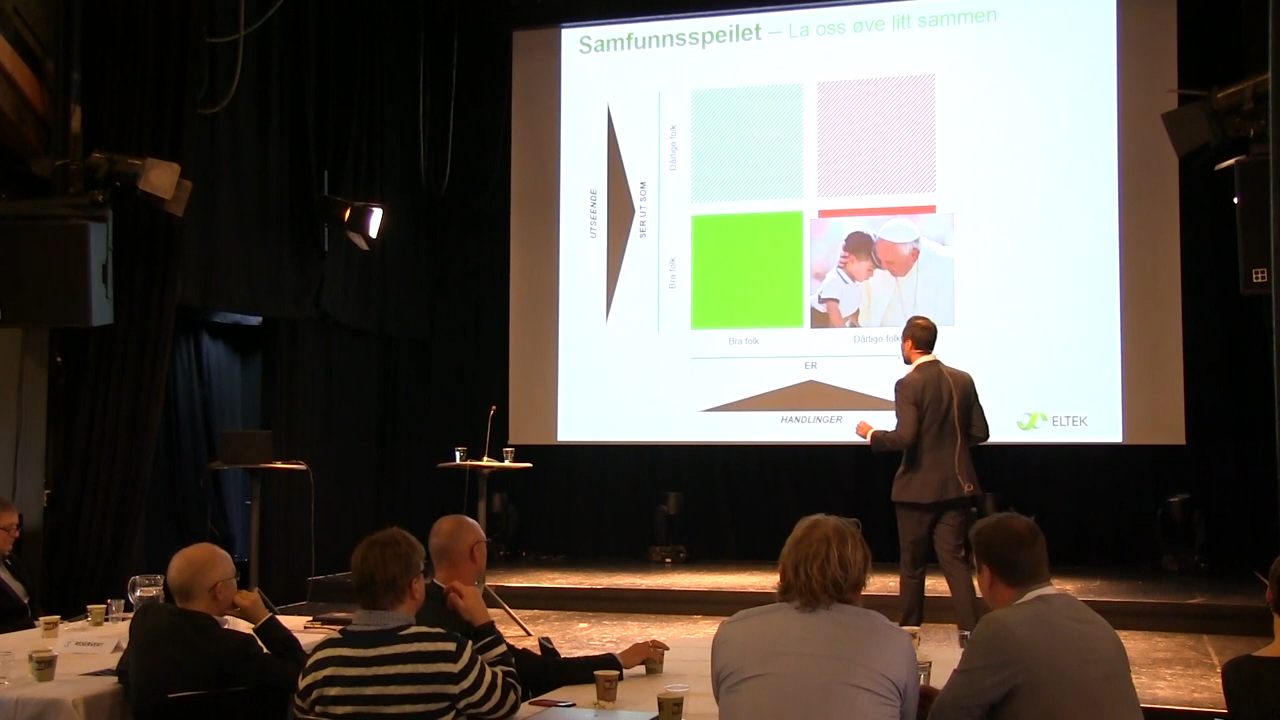 Samfunnsspeilet – La oss øve litt sammen
UTSEENDE
SER UT SOM
Dårlige folk
Bra folk
Bra folk
Dårlige folk
ER
HANDLINGER
ELTEK
RESERVERT